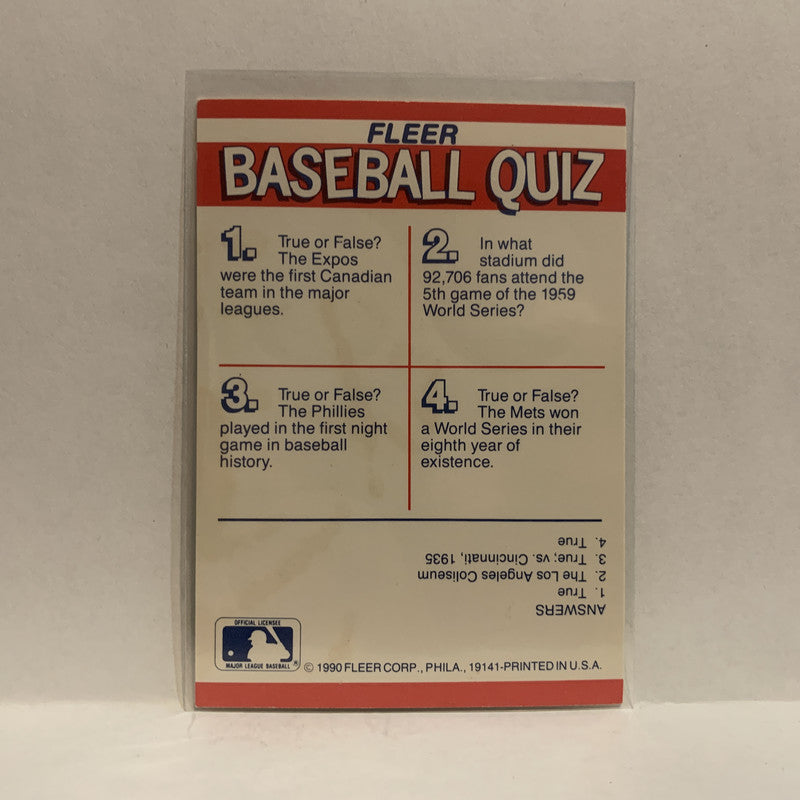 FLEER
BASEBALL QUIZ
1. True or False?
The Expos
were the first Canadian
team in the major
leagues.
2. In what
stadium did
92,706 fans attend the
5th game of the 1959
World Series?
3. True or False?
The Phillies
played in the first night
game in baseball
history.
4. True or False?
The Mets won
a World Series in their
eighth year of
existence.
ANSWERS
1. True
2. The Los Angeles Coliseum
3. True; vs. Cincinnati, 1935
4. True
OFFICIAL LICENSEE
MAJOR LEAGUE BASEBALL ®
© 1990 FLEER CORP., PHILA., 19141-PRINTED IN U.S.A.